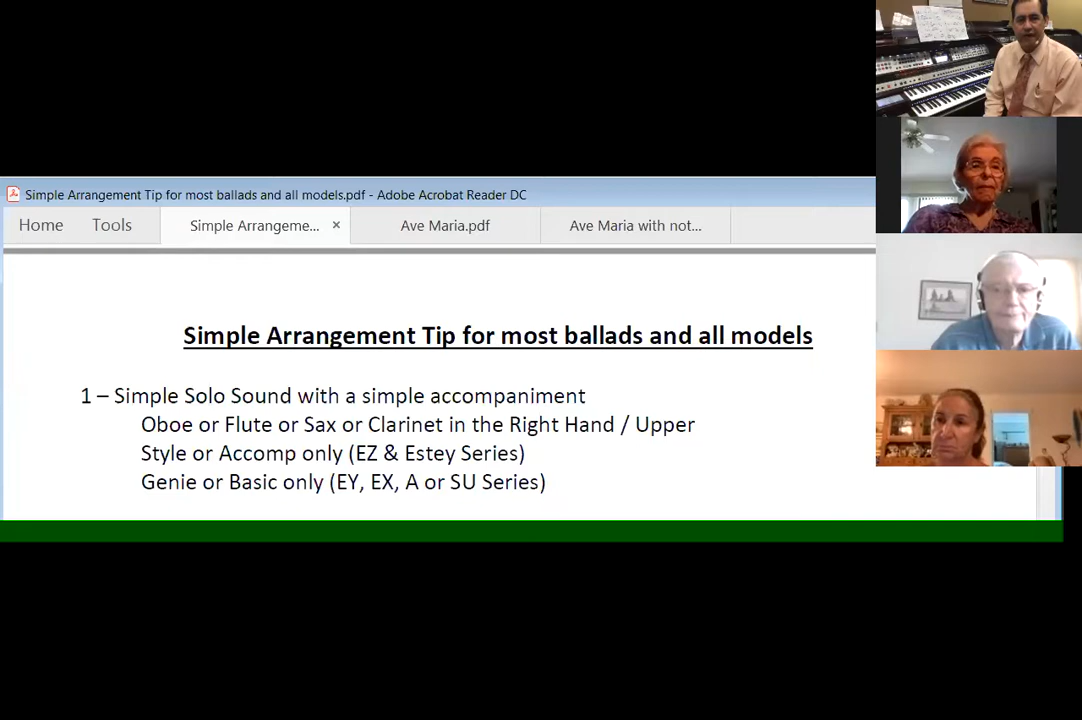 Simple Arrangement Tip for most ballads and all models.pdf - Adobe Acrobat Reader DC
Home Tools Simple Arrangeme... × Ave Maria.pdf Ave Maria with not...
Simple Arrangement Tip for most ballads and all models
1 – Simple Solo Sound with a simple accompaniment
Oboe or Flute or Sax or Clarinet in the Right Hand / Upper
Style or Accomp only (EZ & Estey Series)
Genie or Basic only (EY, EX, A or SU Series)